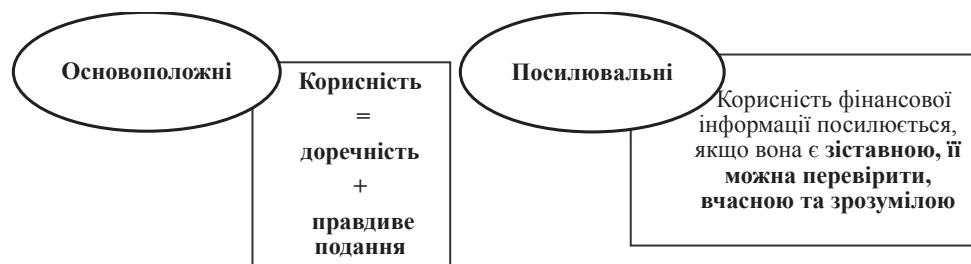 Основоположні
Корисність
=
доречність
+
правдиве
подання
Посилювальні
Корисність фінансової
інформації посилюється,
якщо вона є зіставною, її
можна перевірити,
вчасною та зрозумілою